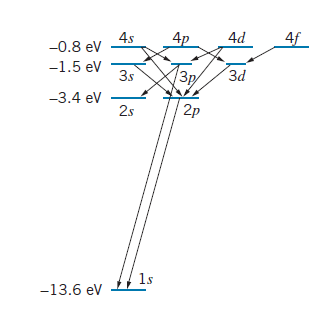 4s 4p 4d 4f
−0.8 eV
−1.5 eV
3s 3p 3d
−3.4 eV
2s 2p
1s
−13.6 eV